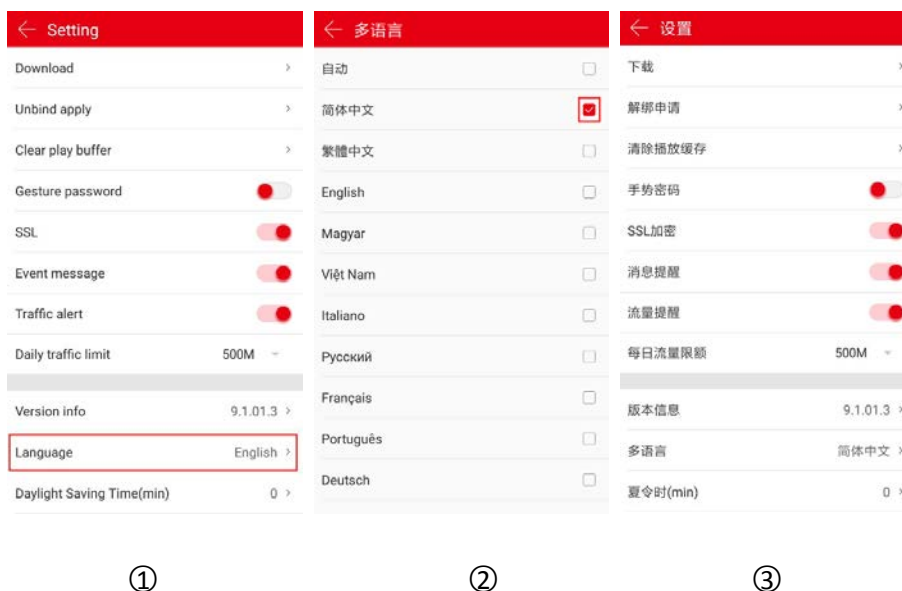 Setting
Download
Unbind apply
Clear play buffer
Gesture password
SSL
Event message
Traffic alert
Daily traffic limit 500M
Version info 9.1.01.3
Language English
Daylight Saving Time(min) 0
①
多语言
自动
简体中文
繁體中文
English
Magyar
Việt Nam
Italiano
Русский
Français
Português
Deutsch
②
设置
下载
解绑申请
清除播放缓存
手势密码
SSL加密
消息提醒
流量提醒
每日流量限额 500M
版本信息 9.1.01.3
多语言 简体中文
夏令时(min) 0
③